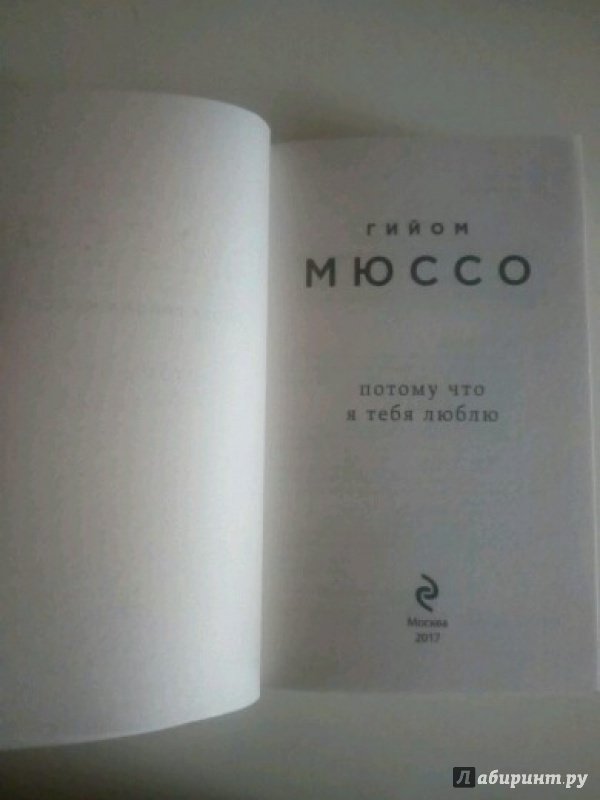 ГИЙОМ
МЮССО
потому что
я тебя люблю
Москва
2017
Лабиринт.ру